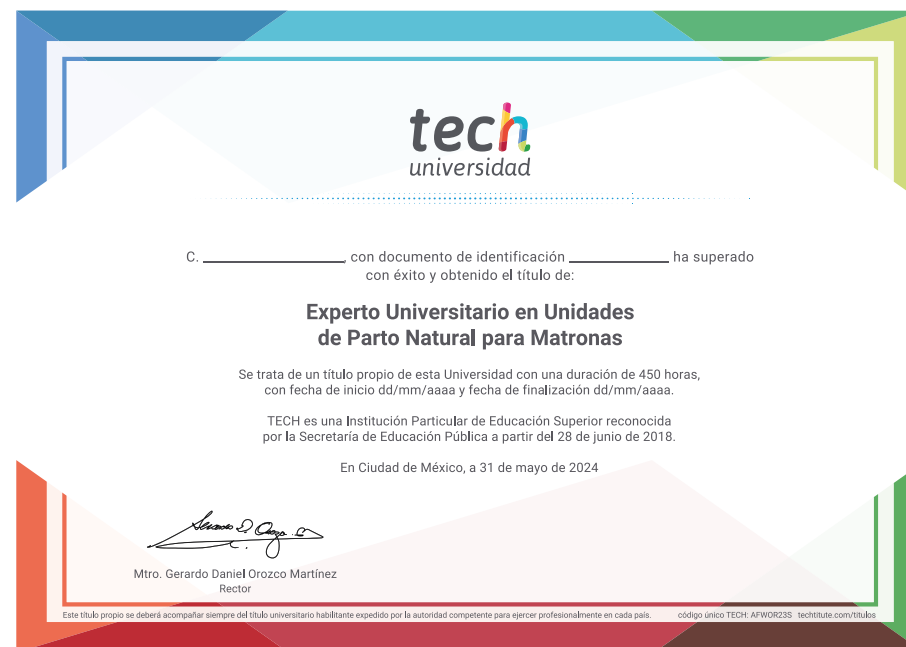 tech
universidad
C. ____________________, con documento de identificación ______________ ha superado
con éxito y obtenido el título de:
Experto Universitario en Unidades
de Parto Natural para Matronas
Se trata de un título propio de esta Universidad con una duración de 450 horas,
con fecha de inicio dd/mm/aaaa y fecha de finalización dd/mm/aaaa.
TECH es una Institución Particular de Educación Superior reconocida
por la Secretaría de Educación Pública a partir del 28 de junio de 2018.
En Ciudad de México, a 31 de mayo de 2024
Mtro. Gerardo Daniel Orozco Martínez
Rector
Este título propio se deberá acompañar siempre del título universitario habilitante expedido por la autoridad competente para ejercer profesionalmente en cada país. código único TECH: AFWOR23S techtitute.com/titulos